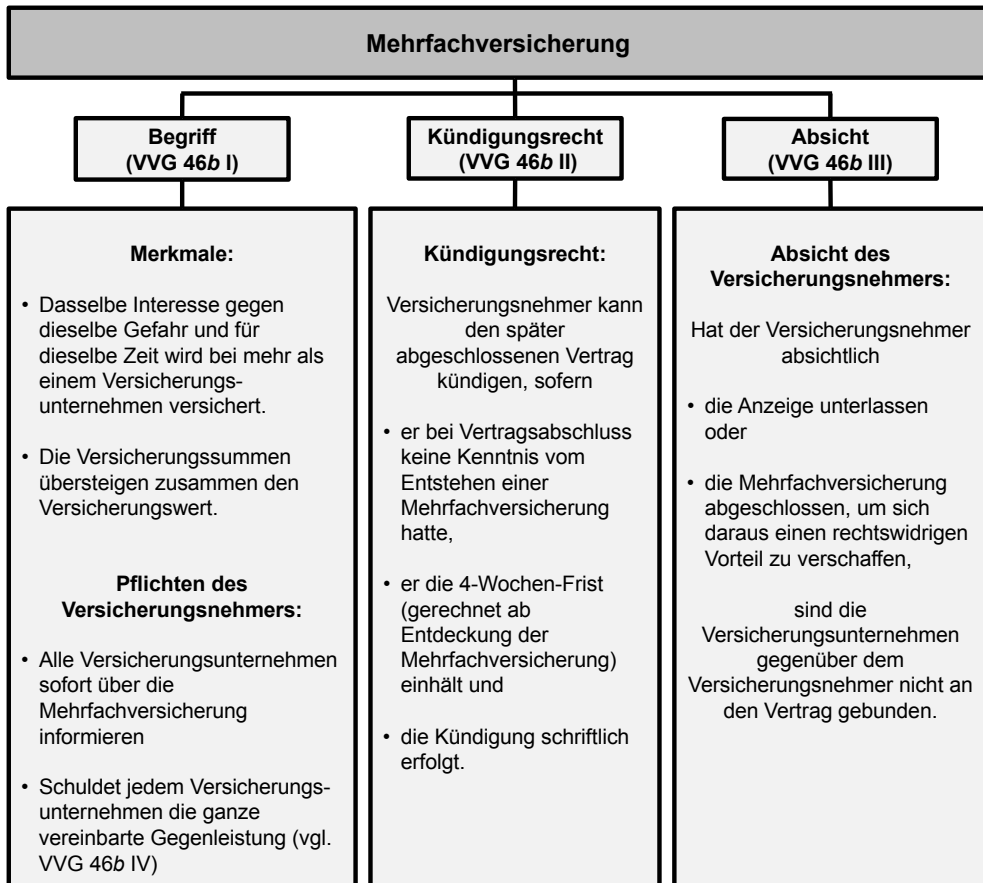 Mehrfachversicherung
Begriff
(VVG 46b I)
Kündigungsrecht
(VVG 46b II)
Absicht
(VVG 46b III)
Merkmale:
• Dasselbe Interesse gegen
dieselbe Gefahr und für
dieselbe Zeit wird bei mehr als
einem Versicherungs-
unternehmen versichert.
• Die Versicherungssummen
übersteigen zusammen den
Versicherungswert.
Pflichten des
Versicherungsnehmers:
• Alle Versicherungsunternehmen
sofort über die
Mehrfachversicherung
informieren
• Schuldet jedem Versicherungs-
unternehmen die ganze
vereinbarte Gegenleistung (vgl.
VVG 46b IV)
Kündigungsrecht:
Versicherungsnehmer kann
den später
abgeschlossenen Vertrag
kündigen, sofern
• er bei Vertragsabschluss
keine Kenntnis vom
Entstehen einer
Mehrfachversicherung
hatte,
• er die 4-Wochen-Frist
(gerechnet ab
Entdeckung der
Mehrfachversicherung)
einhält und
• die Kündigung schriftlich
erfolgt.
Absicht des
Versicherungsnehmers:
Hat der Versicherungsnehmer
absichtlich
• die Anzeige unterlassen
oder
• die Mehrfachversicherung
abgeschlossen, um sich
daraus einen rechtswidrigen
Vorteil zu verschaffen,
sind die
Versicherungsunternehmen
gegenüber dem
Versicherungsnehmer nicht an
den Vertrag gebunden.